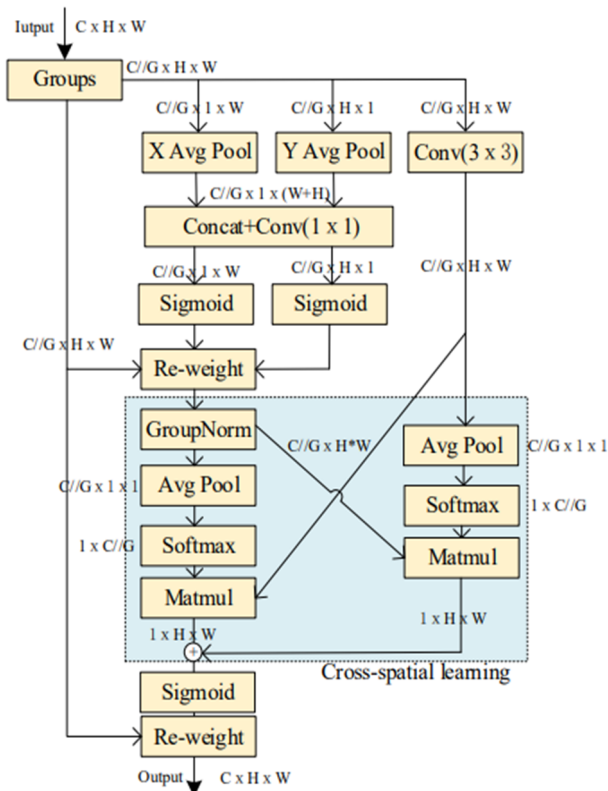 Iutput
C x H x W
Groups
C//G x H x W
C//G x 1 x W
C//G x H x 1
C//G x H x W
X Avg Pool
Y Avg Pool
Conv(3 x 3)
C//G x 1 x (W+H)
Concat+Conv(1 x 1)
C//G x 1 x W
C//G x H x 1
C//G x H x W
Sigmoid
Sigmoid
C//G x H x W
Re-weight
GroupNorm
C//G x H*W
Avg Pool
C//G x 1 x 1
C//G x 1 x 1
Avg Pool
Softmax
1 x C//G
1 x C//G
Softmax
Matmul
Matmul
1 x H x W
1 x H x W
+
Cross-spatial learning
Sigmoid
Re-weight
Output
C x H x W